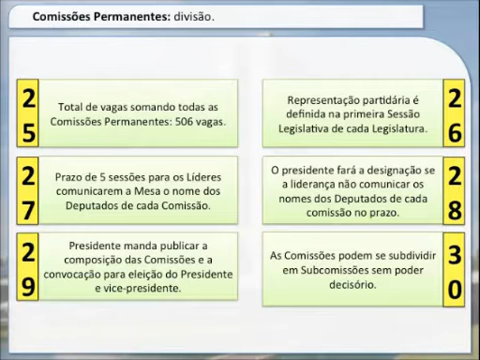 Comissões Permanentes: divisão.
25
Total de vagas somando todas as
Comissões Permanentes: 506 vagas.
Representação partidária é
definida na primeira Sessão
Legislativa de cada Legislatura.
26
27
Prazo de 5 sessões para os Líderes
comunicarem a Mesa o nome dos
Deputados de cada Comissão.
O presidente fará a designação se
a liderança não comunicar os
nomes dos Deputados de cada
comissão no prazo.
28
29
Presidente manda publicar a
composição das Comissões e a
convocação para eleição do Presidente
e vice-presidente.
As Comissões podem se subdividir
em Subcomissões sem poder
decisório.
30